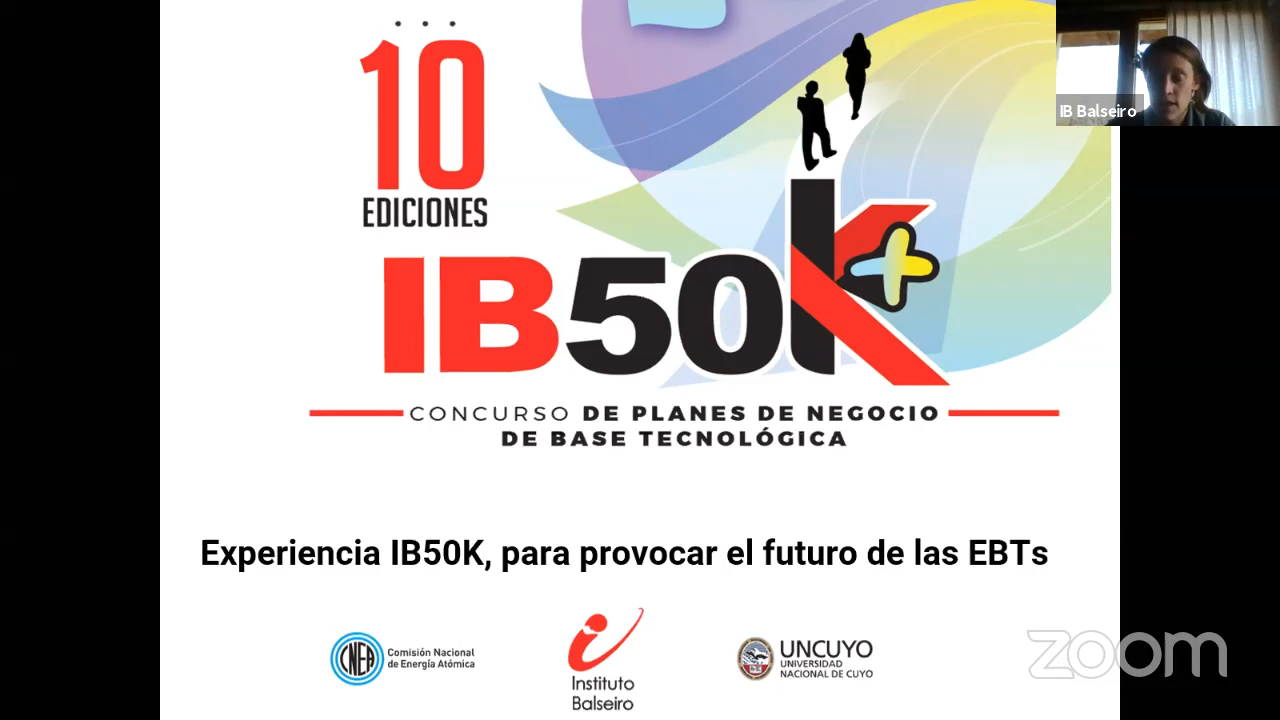 10
EDICIONES
IB50K+
CONCURSO DE PLANES DE NEGOCIO
DE BASE TECNOLÓGICA
Experiencia IB50K, para provocar el futuro de las EBTs
CNEA
Comisión Nacional
de Energía Atómica
Instituto
Balseiro
UNCUYO
UNIVERSIDAD
NACIONAL DE CUYO
IB Balseiro
zoom